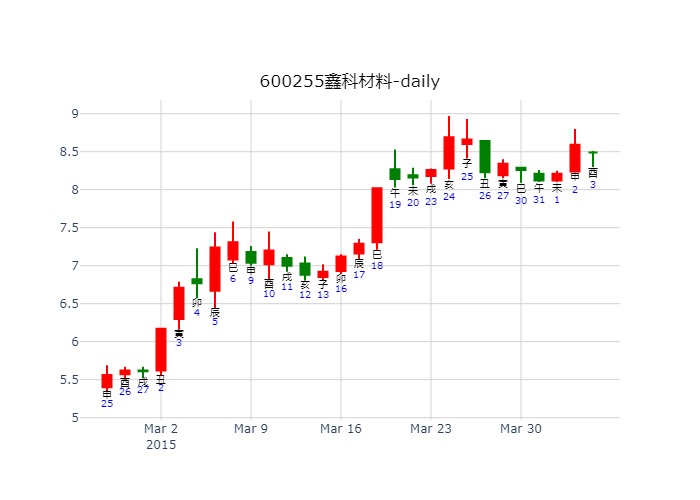 600255鑫科材料-daily
9
8.5
8
7.5
7
6.5
6
5.5
5
申
25
酉
26
戌
27
丑
2
寅
3
卯
4
辰
5
巳
6
申
9
酉
10
戌
11
亥
12
子
13
卯
16
辰
17
巳
18
午
19
未
20
戌
23
亥
24
子
25
丑
26
寅
27
巳
30
午
31
未
1
申
2
酉
3
Mar 2 Mar 9 Mar 16 Mar 23 Mar 30
2015